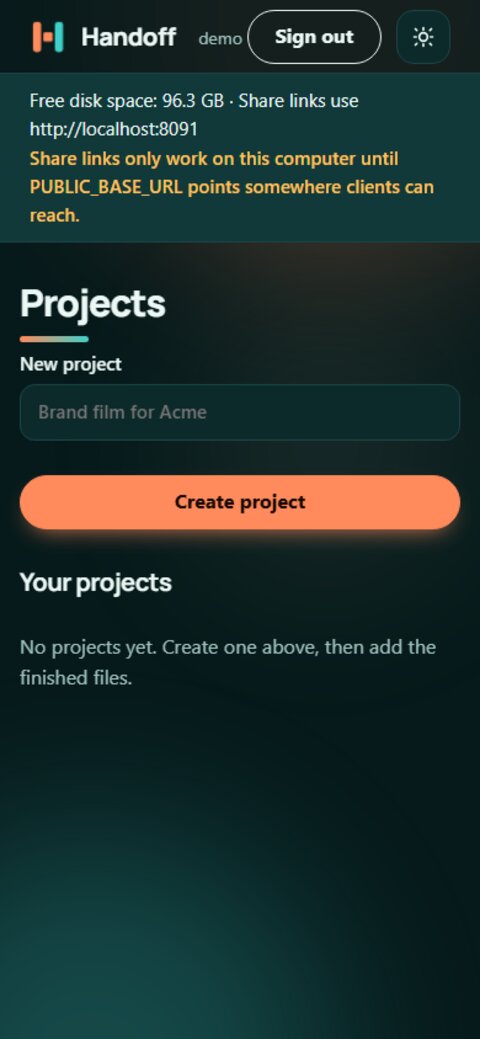 Handoff demo Sign out
Free disk space: 96.3 GB · Share links use
http://localhost:8091
Share links only work on this computer until
PUBLIC_BASE_URL points somewhere clients can
reach.
Projects
New project
Brand film for Acme
Create project
Your projects
No projects yet. Create one above, then add the
finished files.